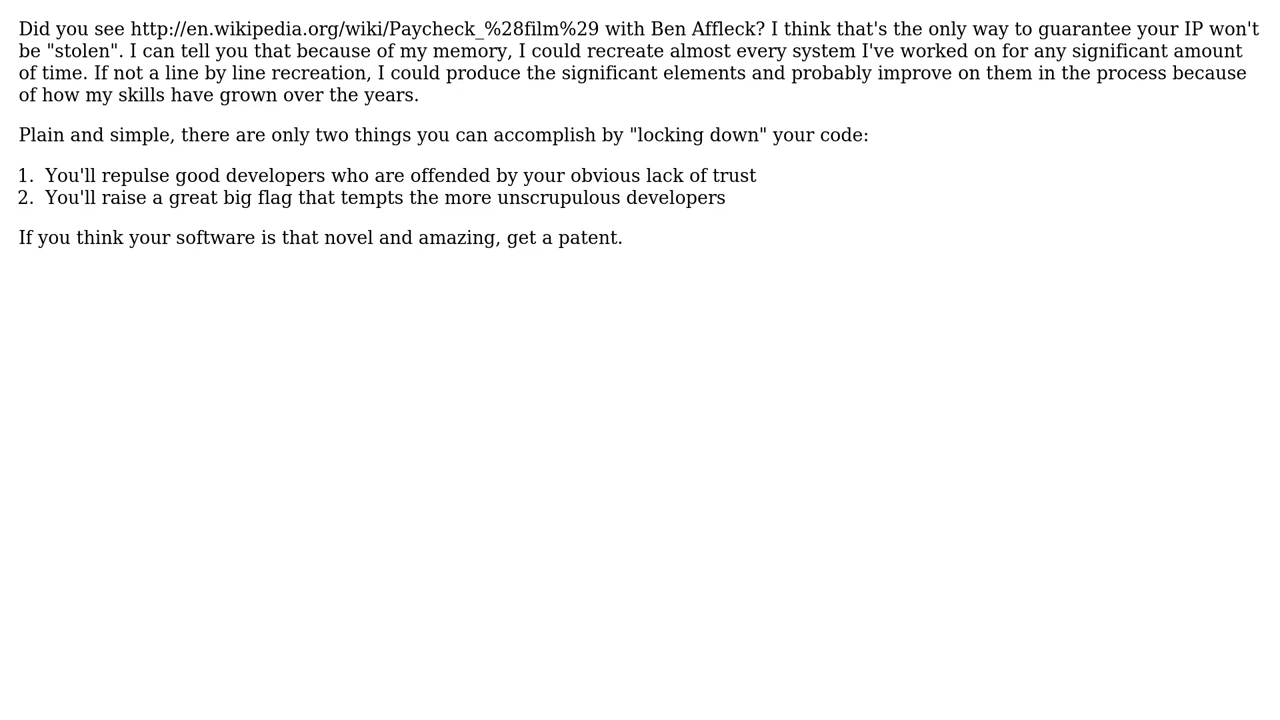 Did you see http://en.wikipedia.org/wiki/Paycheck_%28film%29 with Ben Affleck? I think that's the only way to guarantee your IP won't
be "stolen". I can tell you that because of my memory, I could recreate almost every system I've worked on for any significant amount
of time. If not a line by line recreation, I could produce the significant elements and probably improve on them in the process because
of how my skills have grown over the years.
Plain and simple, there are only two things you can accomplish by "locking down" your code:
1. You'll repulse good developers who are offended by your obvious lack of trust
2. You'll raise a great big flag that tempts the more unscrupulous developers
If you think your software is that novel and amazing, get a patent.